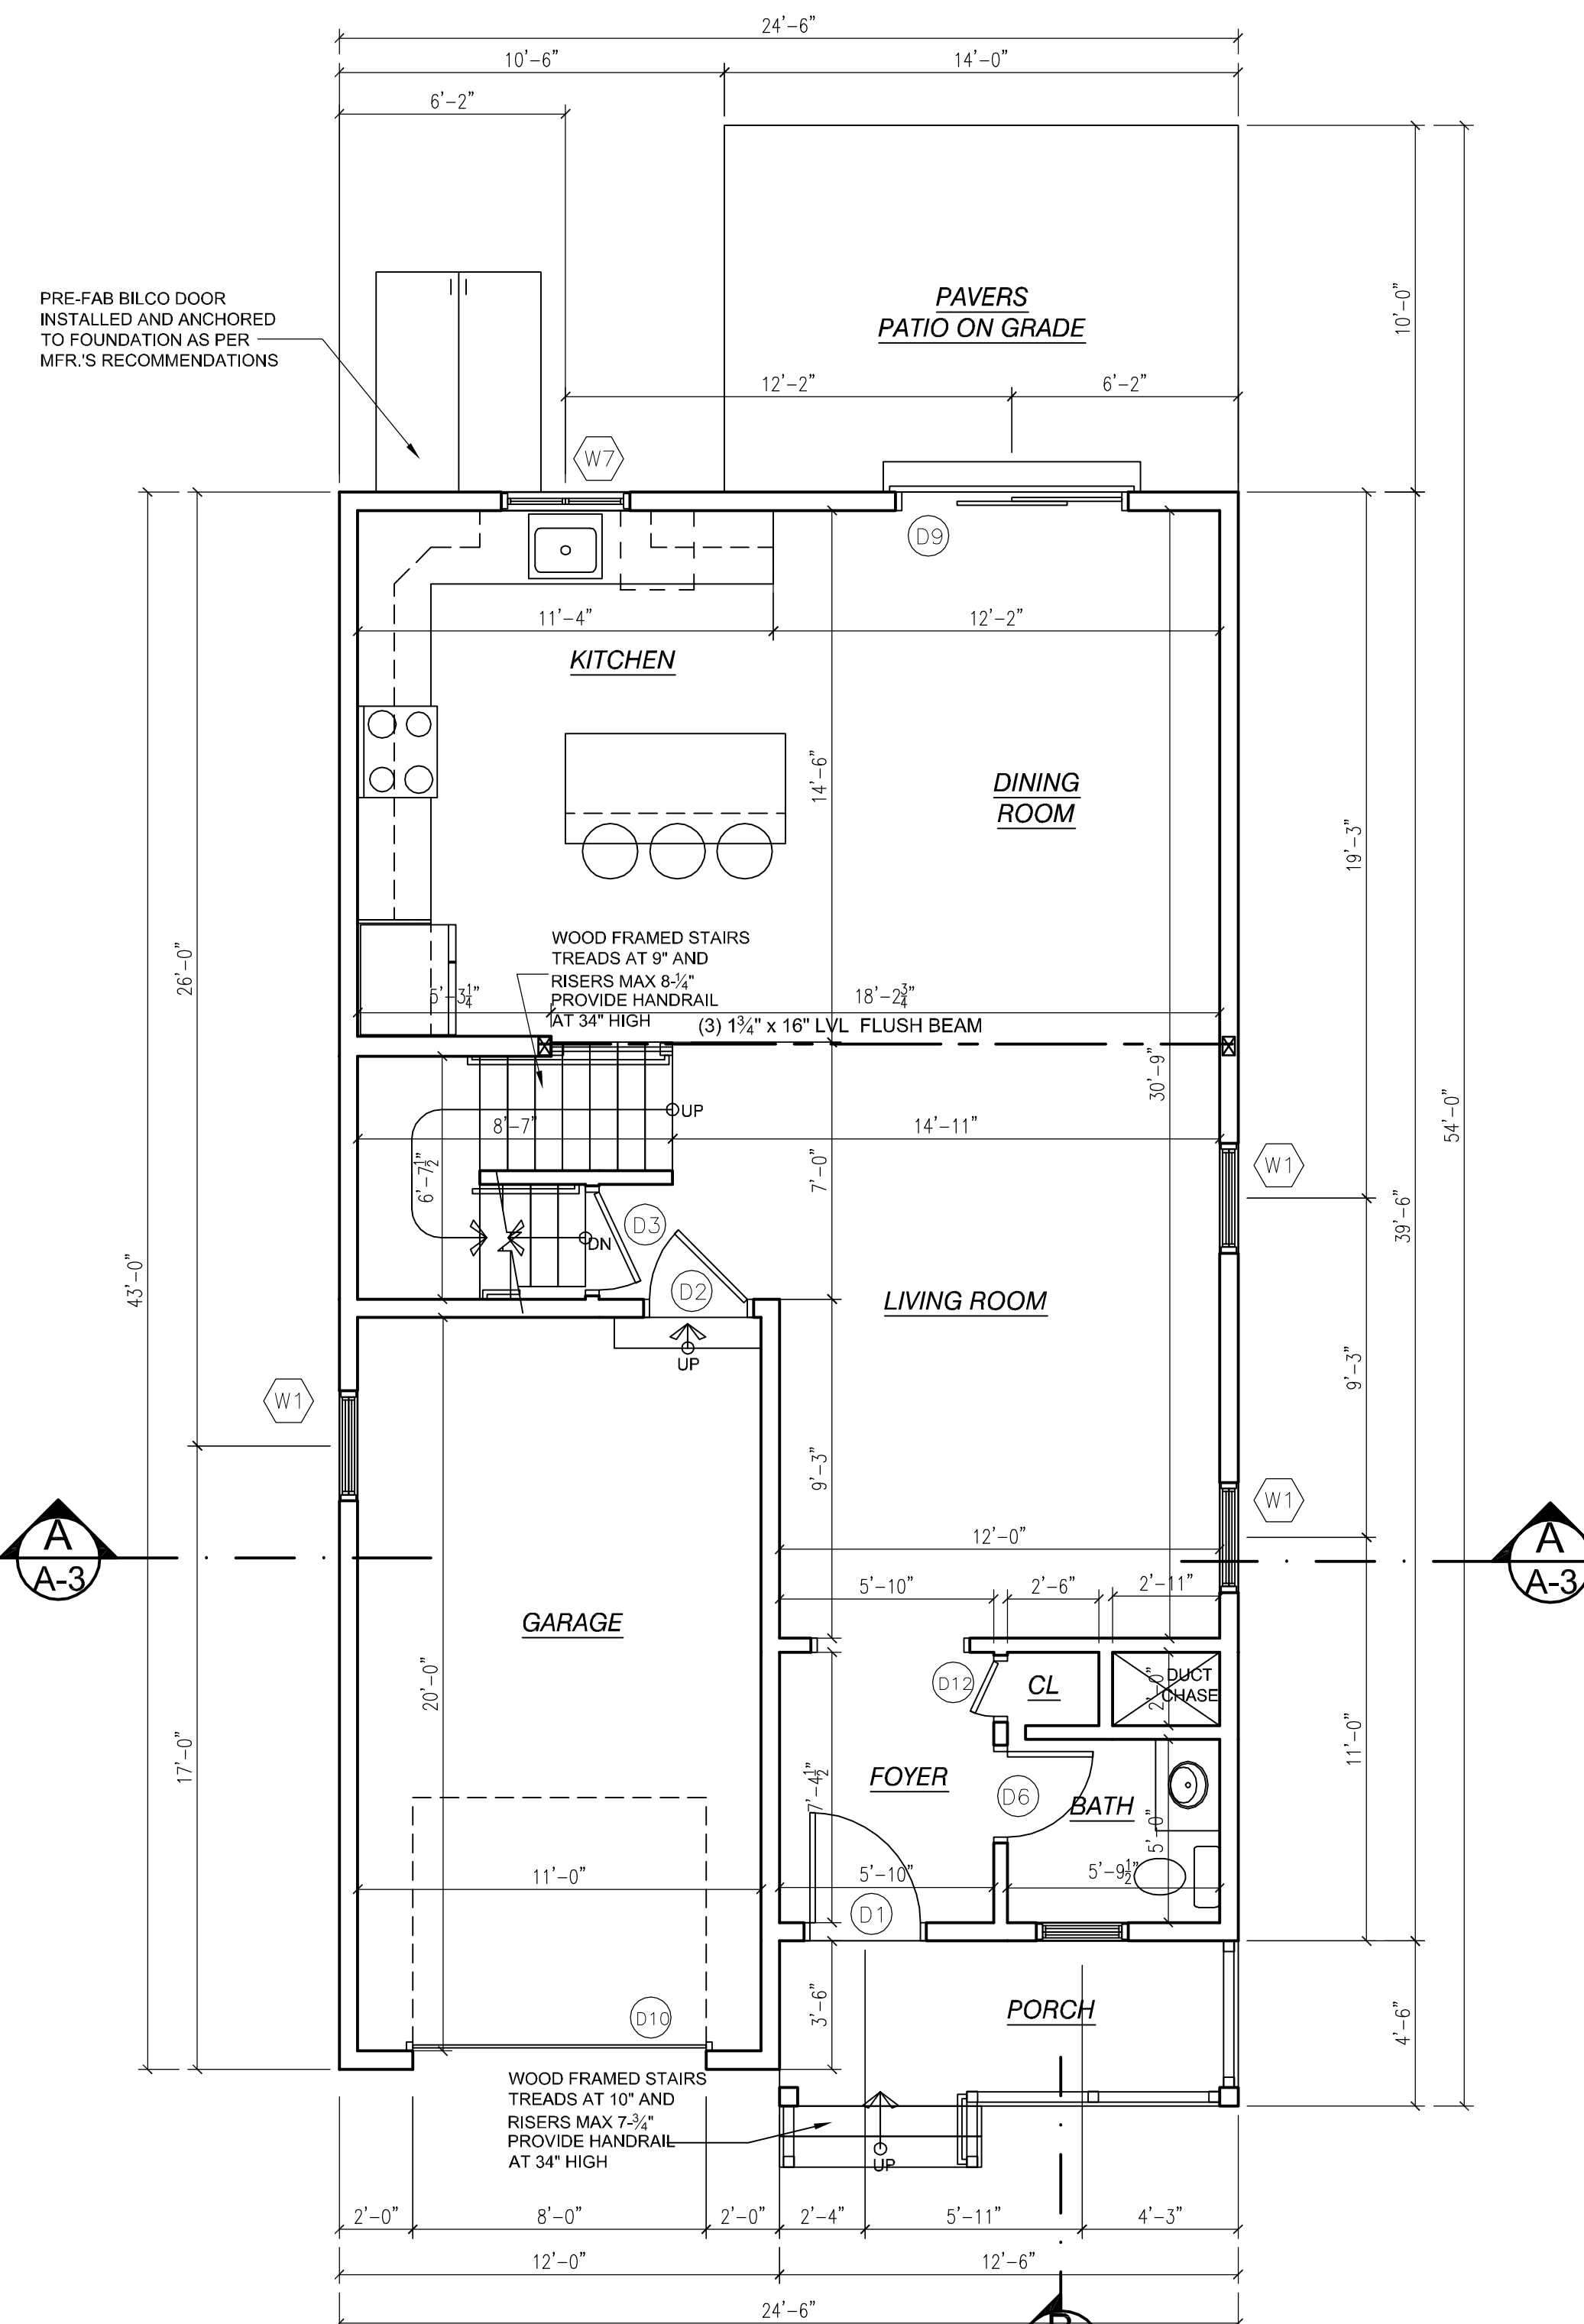 24'-6"
10'-6"
14'-0"
6'-2"
PRE-FAB BILCO DOOR
INSTALLED AND ANCHORED
TO FOUNDATION AS PER
MFR.'S RECOMMENDATIONS
PAVERS
PATIO ON GRADE
10'-0"
12'-2"
6'-2"
W7
D9
11'-4"
12'-2"
KITCHEN
14'-6"
DINING
ROOM
19'-3"
26'-0"
WOOD FRAMED STAIRS
TREADS AT 9" AND
RISERS MAX 8-¼"
PROVIDE HANDRAIL
AT 34" HIGH
5'-3¼"
18'-2¾"
(3) 1¾" x 16" LVL FLUSH BEAM
30'-9"
54'-0"
UP
8'-7"
14'-11"
6'-7½"
7'-0"
W1
39'-6"
D3
DN
43'-0"
D2
LIVING ROOM
UP
9'-3"
W1
9'-3"
W1
A
A-3
A
A-3
12'-0"
5'-10"
2'-6"
2'-11"
GARAGE
20'-0"
D12
CL
2'-0"
DUCT
CHASE
17'-0"
11'-0"
FOYER
7'-4½"
D6
BATH
5'-0"
11'-0"
5'-10"
5'-9½"
D1
D10
3'-6"
PORCH
4'-6"
WOOD FRAMED STAIRS
TREADS AT 10" AND
RISERS MAX 7-¾"
PROVIDE HANDRAIL
AT 34" HIGH
UP
2'-0"
8'-0"
2'-0"
2'-4"
5'-11"
4'-3"
12'-0"
12'-6"
24'-6"